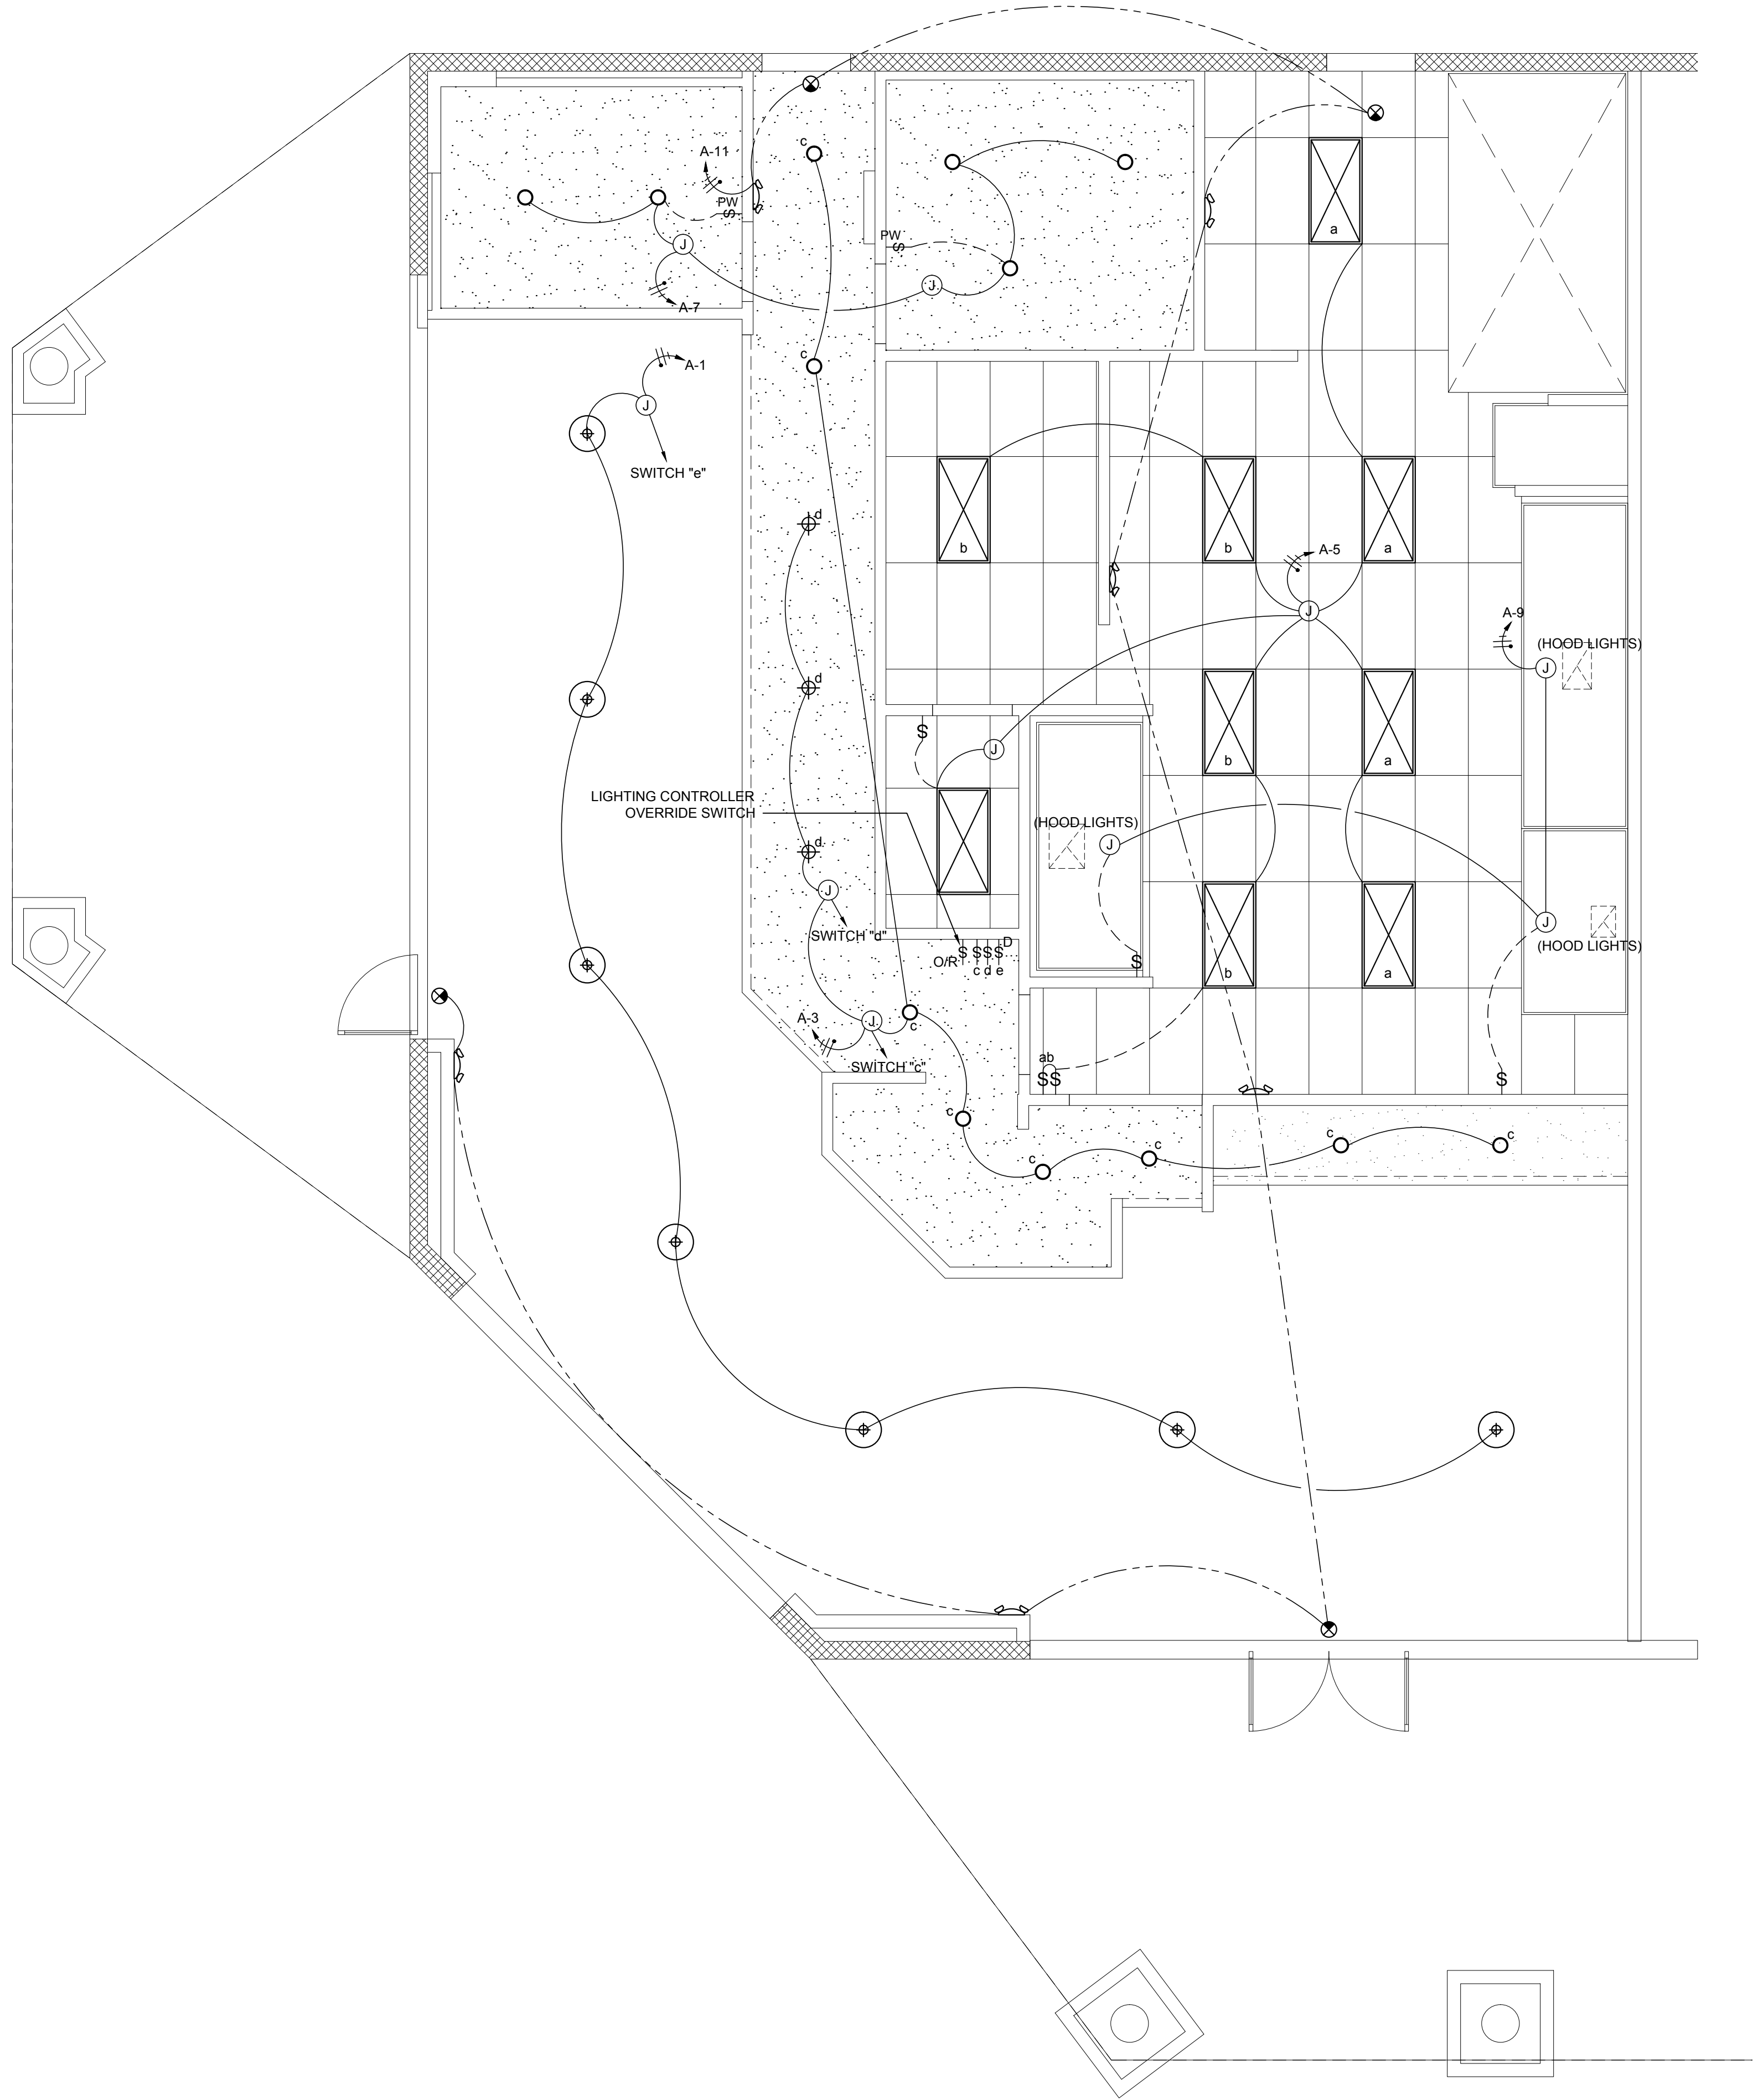 A-11
c
PW
S
a
PW
S
J
J
A-7
c
A-1
J
SWITCH "e"
d
b
b
a
A-5
J
A-9
(HOOD LIGHTS)
J
d
S
J
b
a
LIGHTING CONTROLLER
OVERRIDE SWITCH
(HOOD LIGHTS)
J
d
J
SWITCH "d"
J
(HOOD LIGHTS)
O/R S S S S D
c d e
S
b
a
A-3
J
c
SWITCH "c"
ab
SS
S
c
c
c
c
c